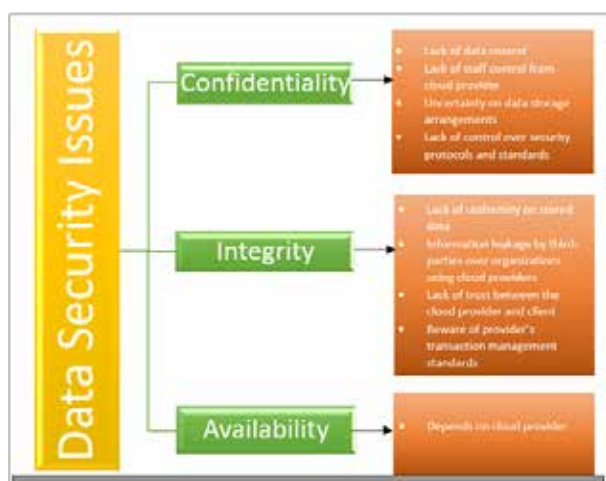 Data Security Issues
Confidentiality
Lack of data control
Lack of staff control from
cloud provider
Uncertainty on data storage
arrangements
Lack of control over security
protocols and standards
Integrity
Lack of uniformity on stored
data
Information leakage by third-
parties over organizations
using cloud providers
Lack of trust between the
cloud provider and client
Beware of provider's
transaction management
standards
Availability
Depends on cloud provider